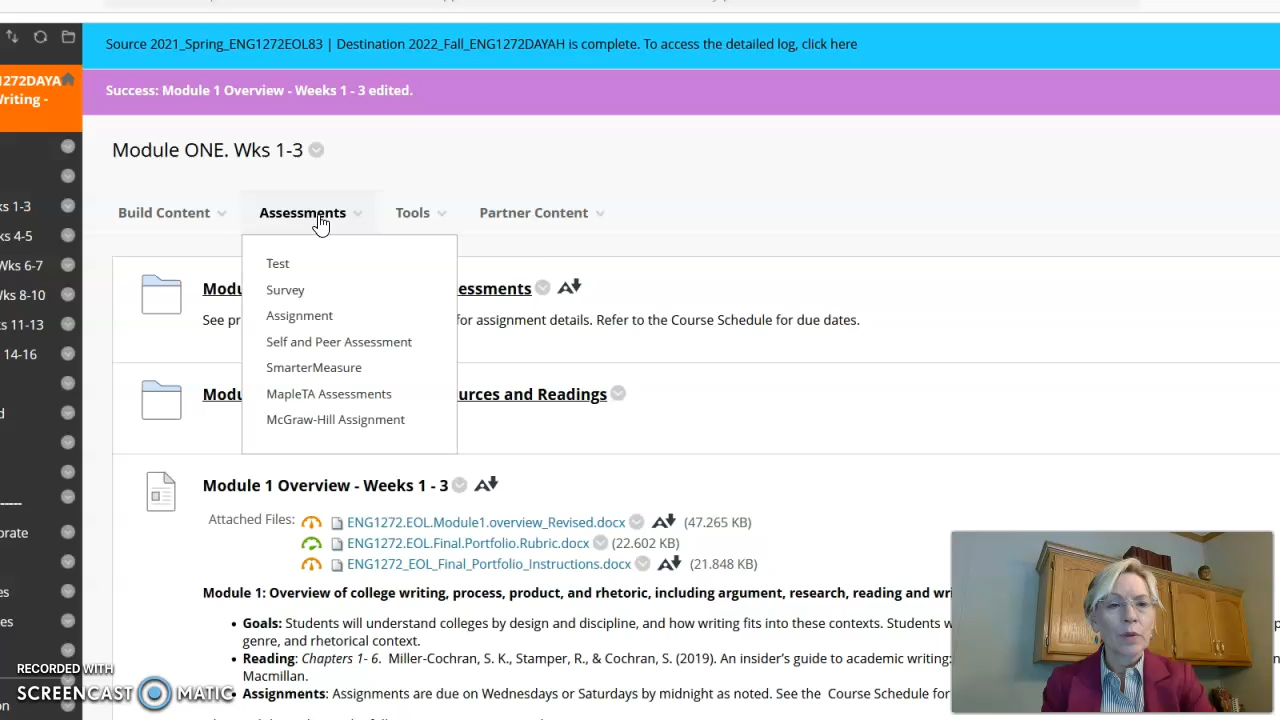 Source 2021_Spring_ENG1272EOL83 | Destination 2022_Fall_ENG1272DAYAH is complete. To access the detailed log, click here
1272DAYA
Writing -
Success: Module 1 Overview - Weeks 1 - 3 edited.
Module ONE. Wks 1-3
Build Content
Assessments
Tools
Partner Content
ks 1-3
ks 4-5
Wks 6-7
ks 8-10
s 11-13
14-16
d
orate
es
es
on
Test
Survey
Assignment
Self and Peer Assessment
SmarterMeasure
MapleTA Assessments
McGraw-Hill Assignment
Modu essments
See pr for assignment details. Refer to the Course Schedule for due dates.
Modu urces and Readings
Module 1 Overview - Weeks 1 - 3
Attached Files:
ENG1272.EOL.Module1.overview_Revised.docx (47.265 KB)
ENG1272.EOL.Final.Portfolio.Rubric.docx (22.602 KB)
ENG1272_EOL_Final_Portfolio_Instructions.docx (21.848 KB)
Module 1: Overview of college writing, process, product, and rhetoric, including argument, research, reading and wri
• Goals: Students will understand colleges by design and discipline, and how writing fits into these contexts. Students w
genre, and rhetorical context.
• Reading: Chapters 1- 6. Miller-Cochran, S. K., Stamper, R., & Cochran, S. (2019). An insider's guide to academic writing:
Macmillan.
• Assignments: Assignments are due on Wednesdays or Saturdays by midnight as noted. See the Course Schedule for
RECORDED WITH
SCREENCAST MATIC